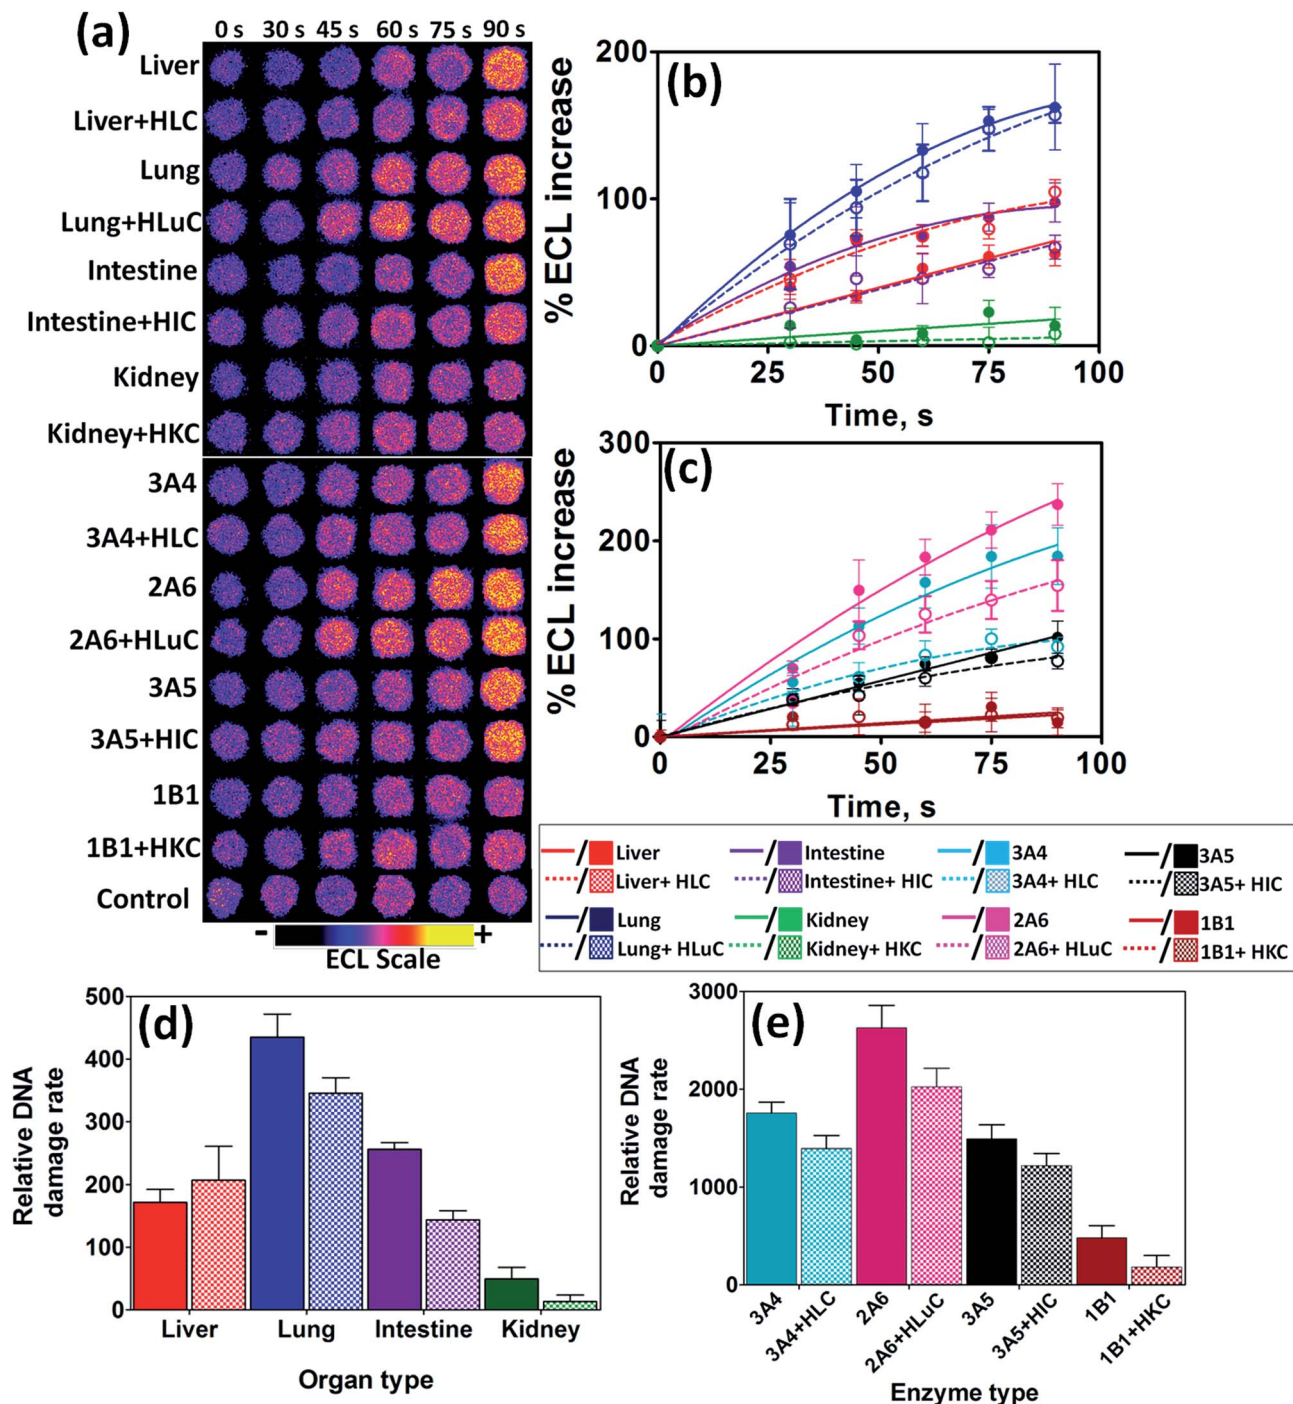 (a)
0 s 30 s 45 s 60 s 75 s 90 s
Liver
Liver+HLC
Lung
Lung+HLuC
Intestine
Intestine+HIC
Kidney
Kidney+HKC
3A4
3A4+HLC
2A6
2A6+HLuC
3A5
3A5+HIC
1B1
1B1+HKC
Control
- +
ECL Scale
(b)
% ECL increase
200
100
0
0 25 50 75 100
Time, s
(c)
% ECL increase
300
200
100
0
0 25 50 75 100
Time, s
/ Liver / Intestine / 3A4 / 3A5
/ Liver+ HLC / Intestine+ HIC / 3A4+ HLC / 3A5+ HIC
/ Lung / Kidney / 2A6 / 1B1
/ Lung+ HLuC / Kidney+ HKC / 2A6+ HLuC / 1B1+ HKC
(d)
Relative DNA
damage rate
500
400
300
200
100
0
Liver Lung Intestine Kidney
Organ type
(e)
Relative DNA
damage rate
3000
2000
1000
0
3A4
3A4+HLC
2A6
2A6+HLuC
3A5
3A5+HIC
1B1
1B1+HKC
Enzyme type